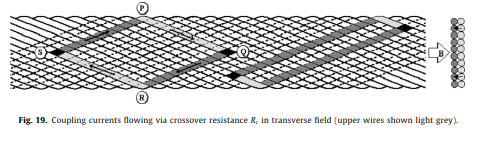 P
S
Q
B
R
Fig. 19. Coupling currents flowing via crossover resistance Rc in transverse field (upper wires shown light grey).